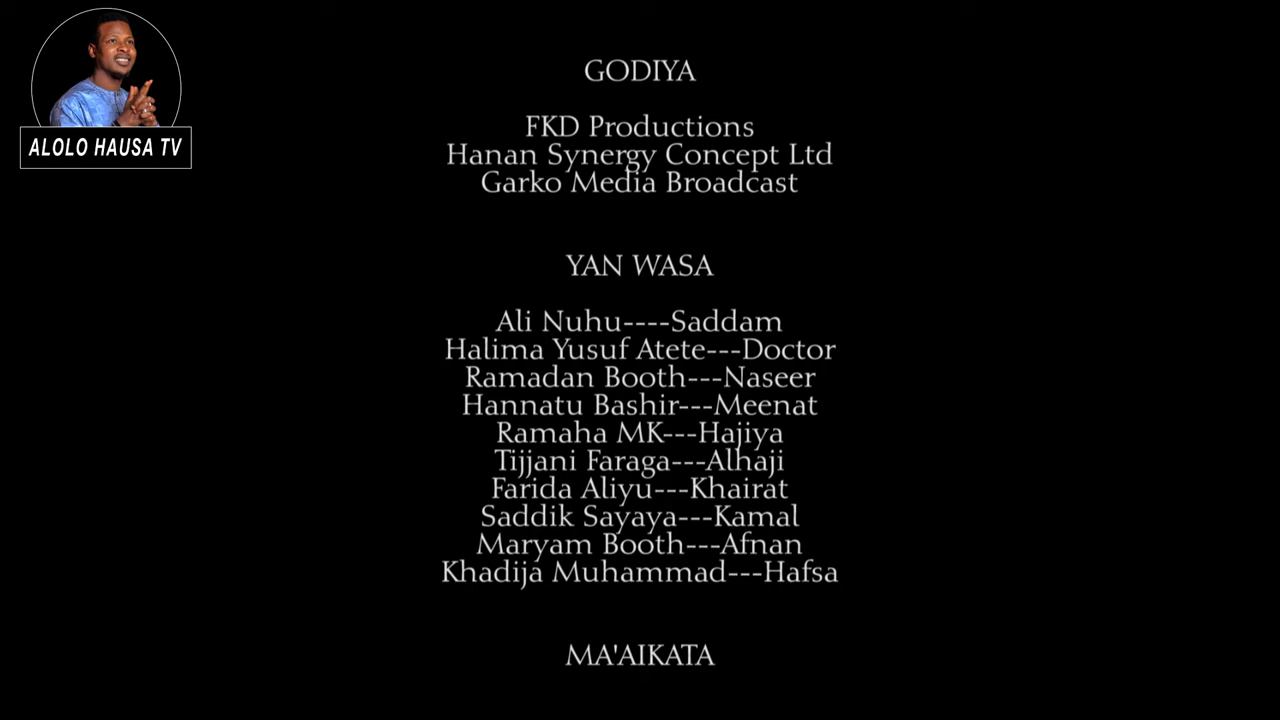 ALOLO HAUSA TV
GODIYA
FKD Productions
Hanan Synergy Concept Ltd
Garko Media Broadcast
YAN WASA
Ali Nuhu----Saddam
Halima Yusuf Atete---Doctor
Ramadan Booth---Naseer
Hannatu Bashir---Meenat
Ramaha MK---Hajiya
Tijjani Faraga---Alhaji
Farida Aliyu---Khairat
Saddik Sayaya---Kamal
Maryam Booth---Afnan
Khadija Muhammad---Hafsa
MA'AIKATA